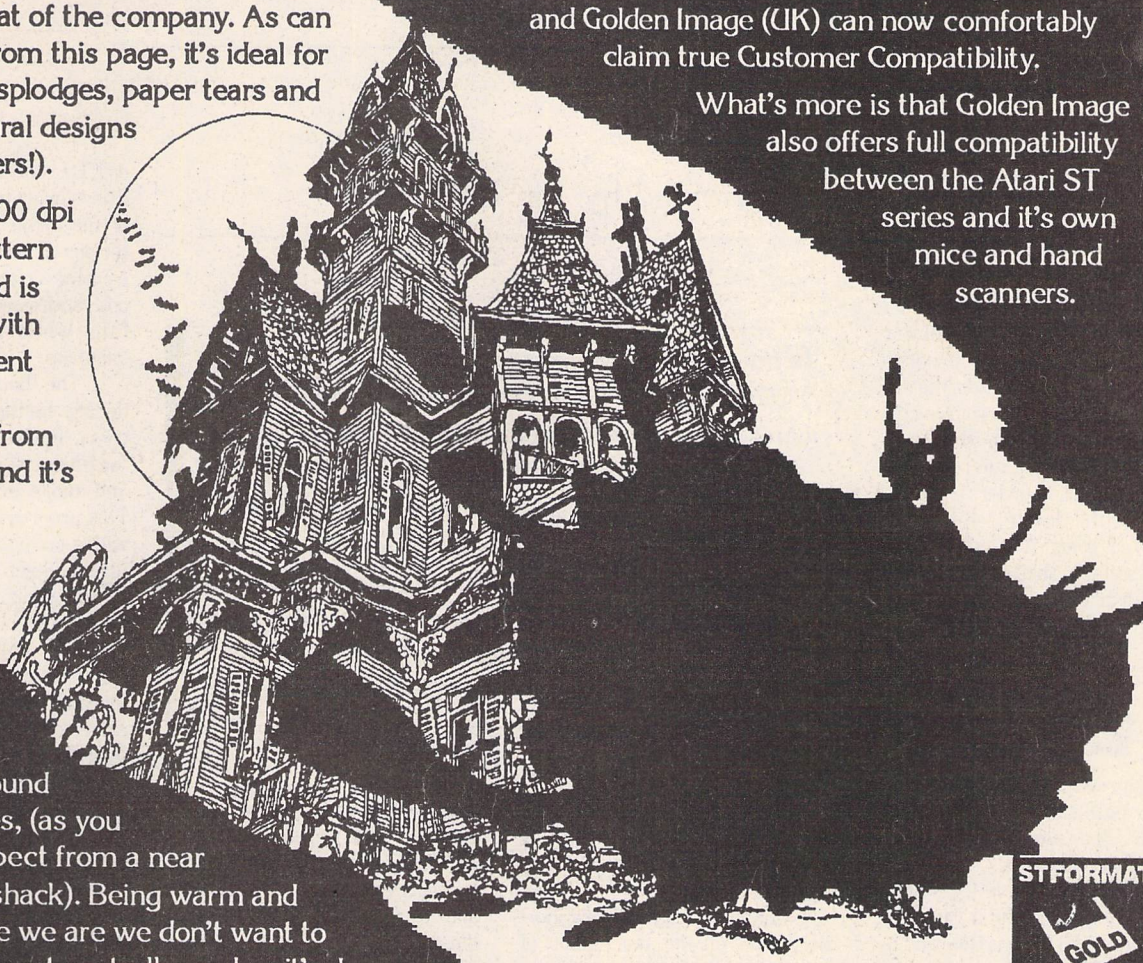 at of the company. As can
from this page, it's ideal for
splodges, paper tears and
ral designs
ers!).
00 dpi
tern
d is
with
ent
from
nd it's
and Golden Image (UK) can now comfortably
claim true Customer Compatibility.
What's more is that Golden Image
also offers full compatibility
between the Atari ST
series and it's own
mice and hand
scanners.
ound
s, (as you
pect from a near
shack). Being warm and
e we are we don't want to
STFORMAT
GOLD